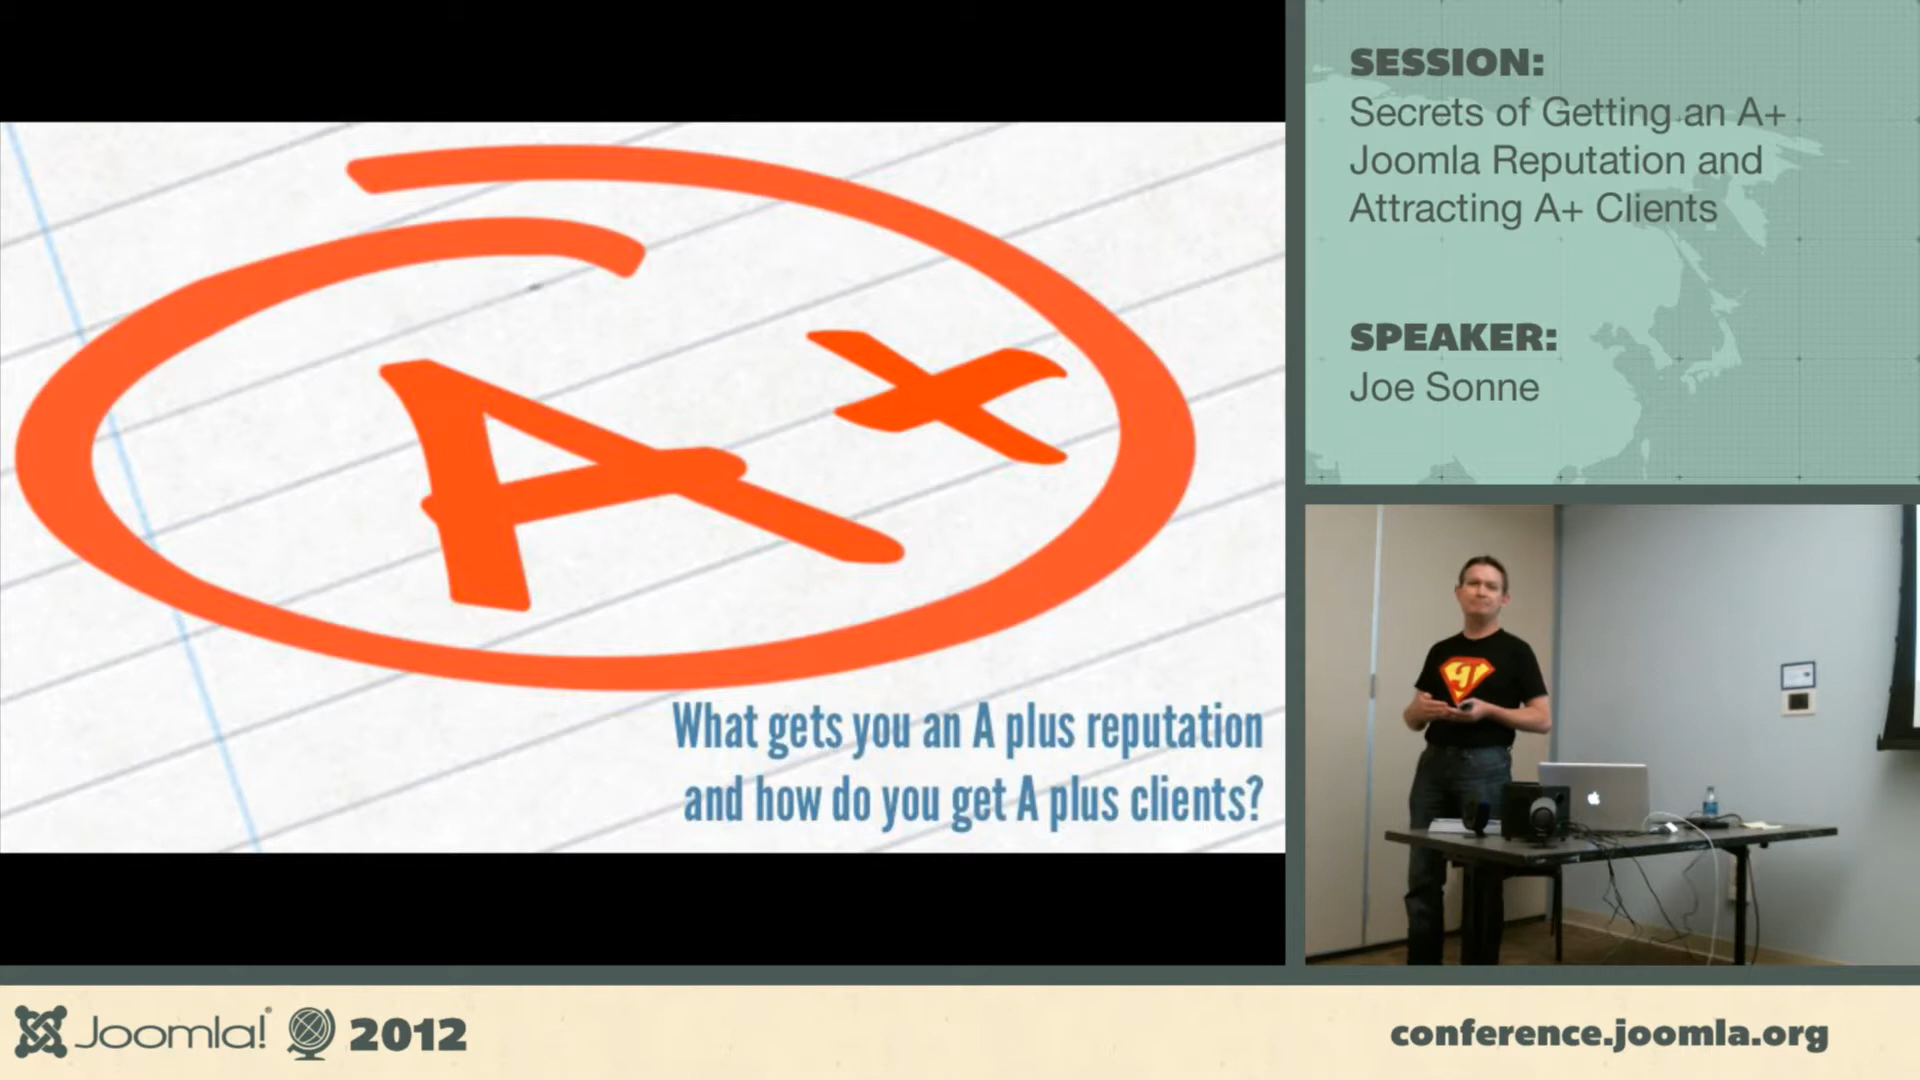 A+
What gets you an A plus reputation
and how do you get A plus clients?
SESSION:
Secrets of Getting an A+
Joomla Reputation and
Attracting A+ Clients
SPEAKER:
Joe Sonne
Joomla!® 2012
conference.joomla.org